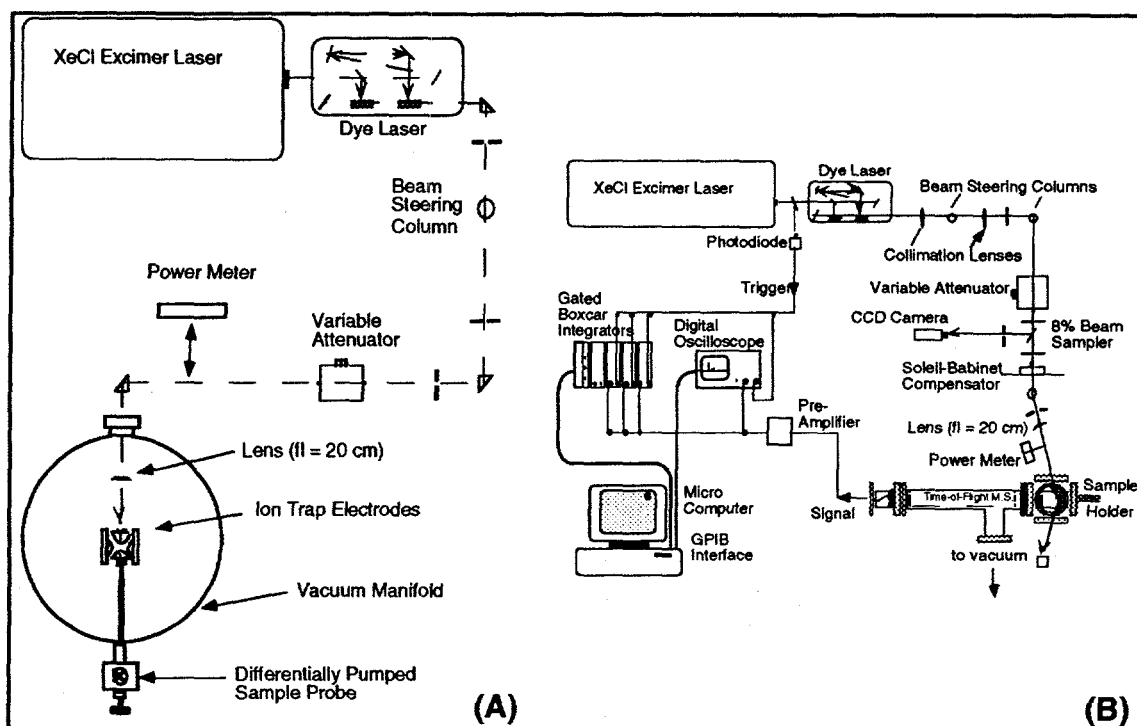 XeCl Excimer Laser
Dye Laser
Beam
Steering
Column
Power Meter
Variable
Attenuator
Lens (fl = 20 cm)
Ion Trap Electrodes
Vacuum Manifold
Differentially Pumped
Sample Probe
(A)
XeCl Excimer Laser
Dye Laser
Beam Steering Columns
Photodiode
Collimation Lenses
Trigger
Variable Attenuator
Gated
Boxcar
Integrators
Digital
Oscilloscope
CCD Camera
8% Beam
Sampler
Soleil-Babinet
Compensator
Pre-
Amplifier
Lens (fl = 20 cm)
Power Meter
Time-of-Flight M.S.
Sample
Holder
Signal
Micro
Computer
GPIB
Interface
to vacuum
(B)